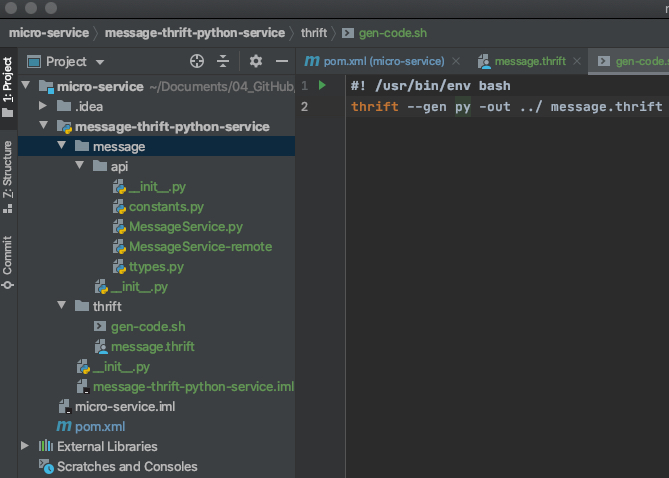 micro-service > message-thrift-python-service > thrift > gen-code.sh
Project
pom.xml (micro-service)
message.thrift
gen-code.s
1: Project
Z: Structure
Commit
micro-service ~/Documents/04_GitHub/
.idea
message-thrift-python-service
message
api
__init__.py
constants.py
MessageService.py
MessageService-remote
ttypes.py
__init__.py
thrift
gen-code.sh
message.thrift
__init__.py
message-thrift-python-service.iml
micro-service.iml
pom.xml
External Libraries
Scratches and Consoles
1 #! /usr/bin/env bash
2 thrift --gen py -out ../ message.thrift